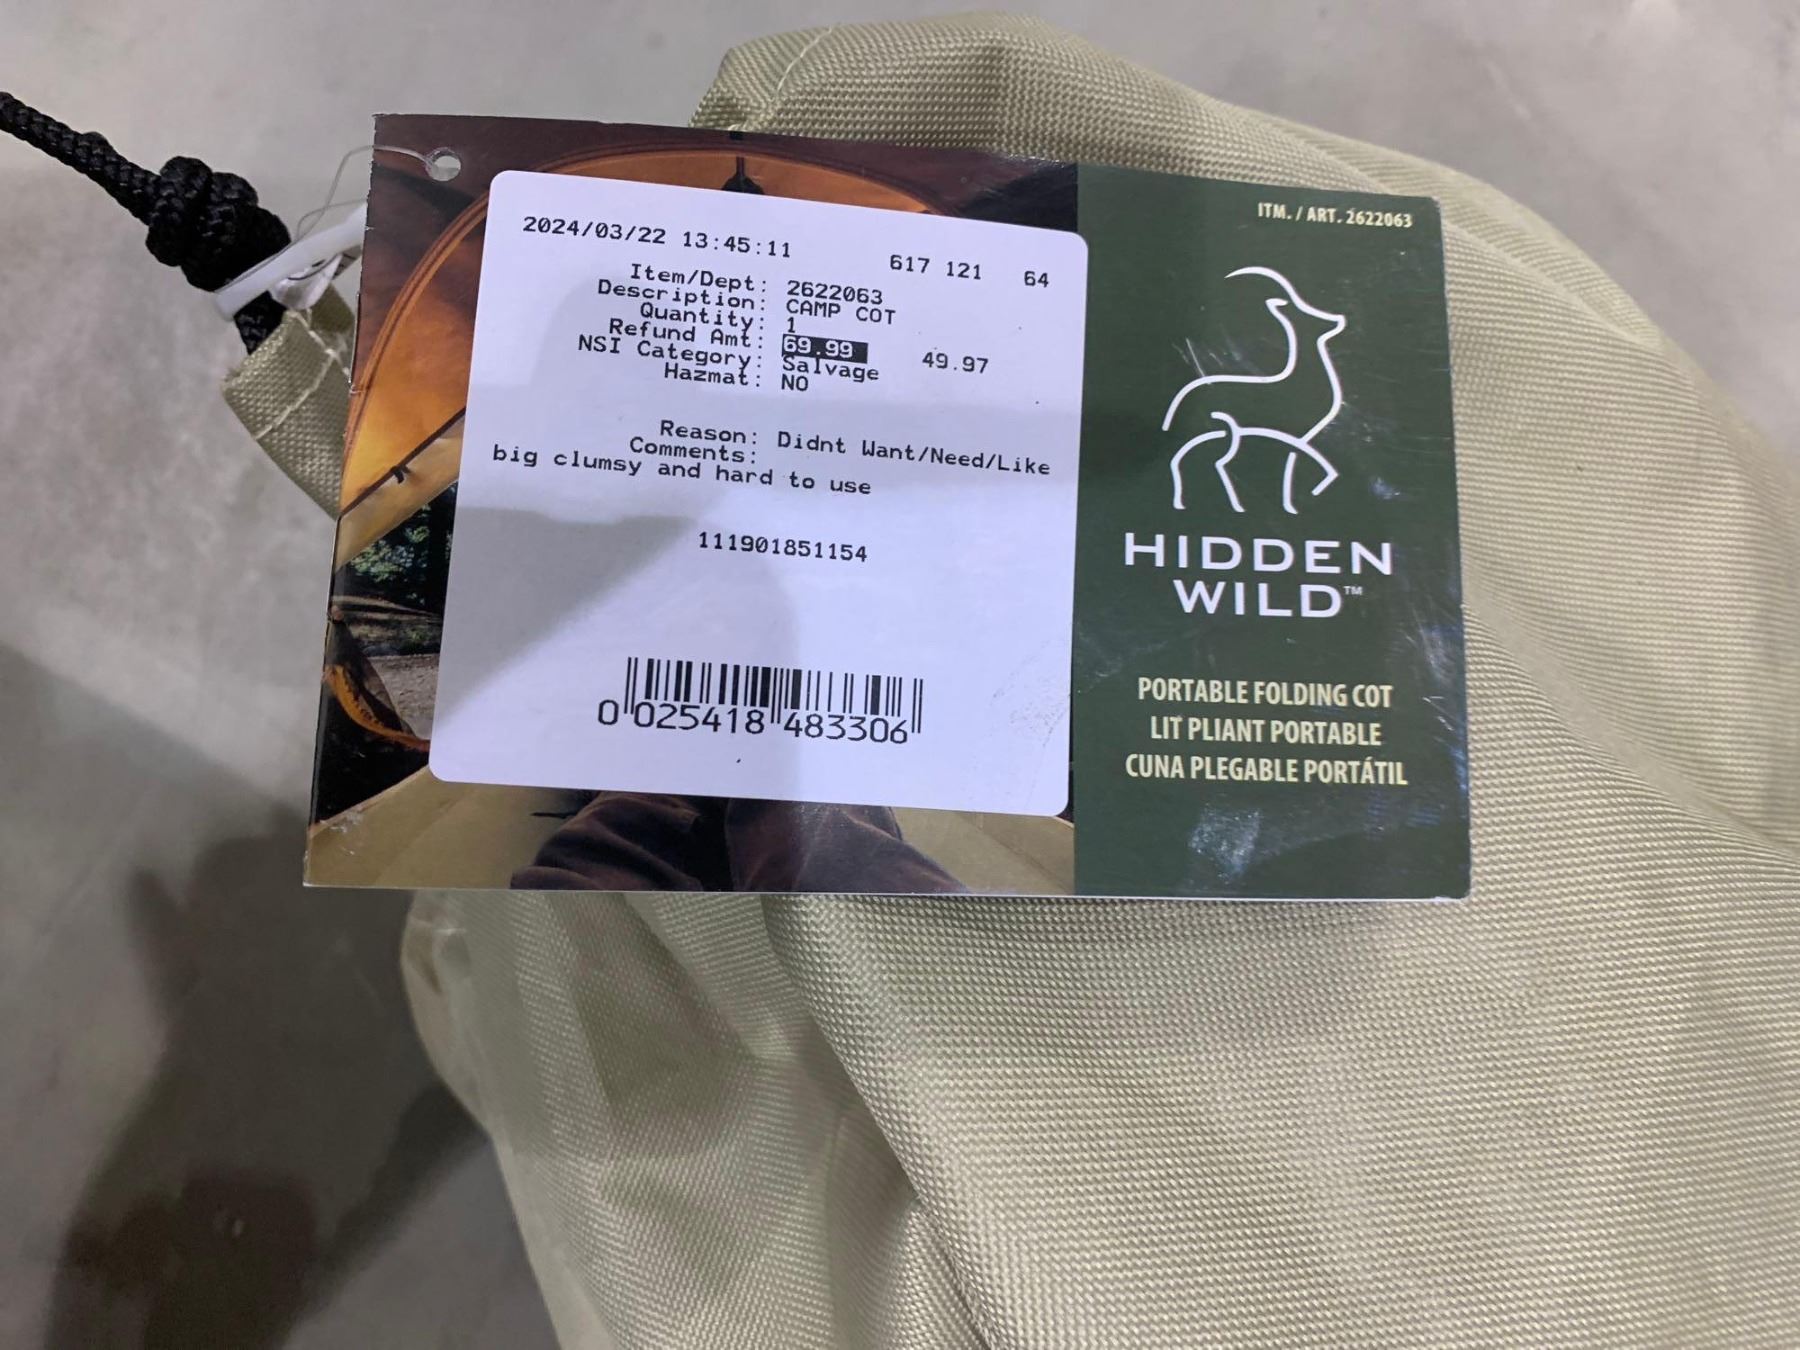 2024/03/22 13:45:11 617 121 64
Item/Dept: 2622063
Description: CAMP COT
Quantity: 1
Refund Amt: 69.99 49.97
NSI Category: Salvage
Hazmat: NO
Reason: Didnt Want/Need/Like
Comments:
big clumsy and hard to use
111901851154
0 025418 483306
ITM. / ART. 2622063
HIDDEN
WILD™
PORTABLE FOLDING COT
LIT PLIANT PORTABLE
CUNA PLEGABLE PORTÁTIL